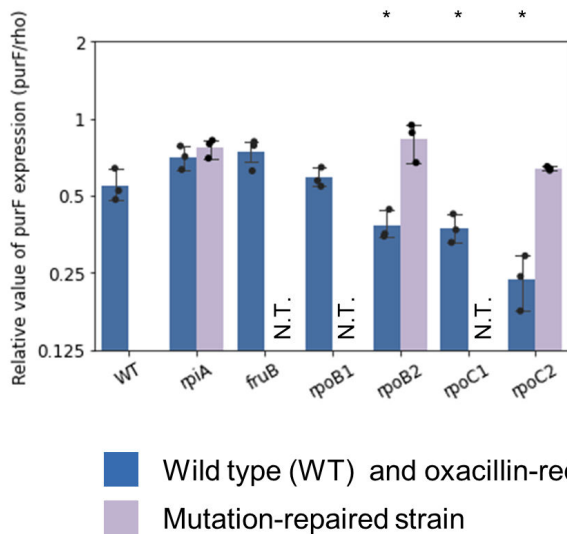 * * *
Relative value of purF expression (purF/rho)
2
1
0.5
0.25
0.125
N.T.
N.T.
N.T.
WT rpiA fruB rpoB1 rpoB2 rpoC1 rpoC2
Wild type (WT) and oxacillin-red
Mutation-repaired strain